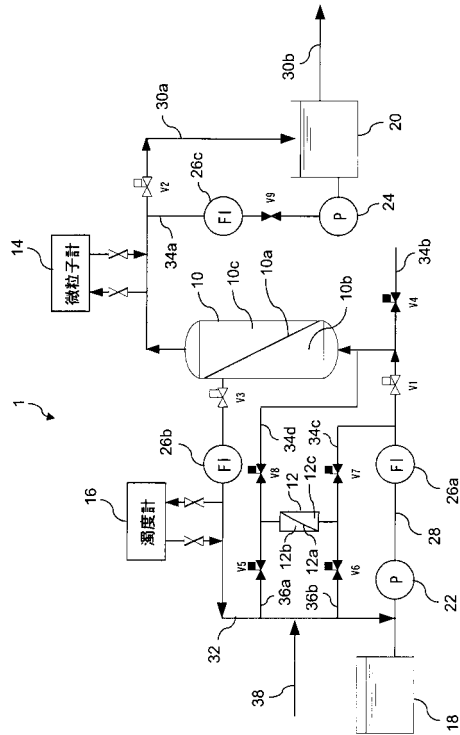 1
14
微粒子計
30a
30b
V2
26c
FI
34a
V9
20
P
24
10
10c
10a
10b
34b
V4
V1
V3
26b
FI
16
濁度計
34d
34c
V8
V7
12
12c
12b
12a
V5
V6
36a
36b
FI
26a
28
P
22
32
38
18